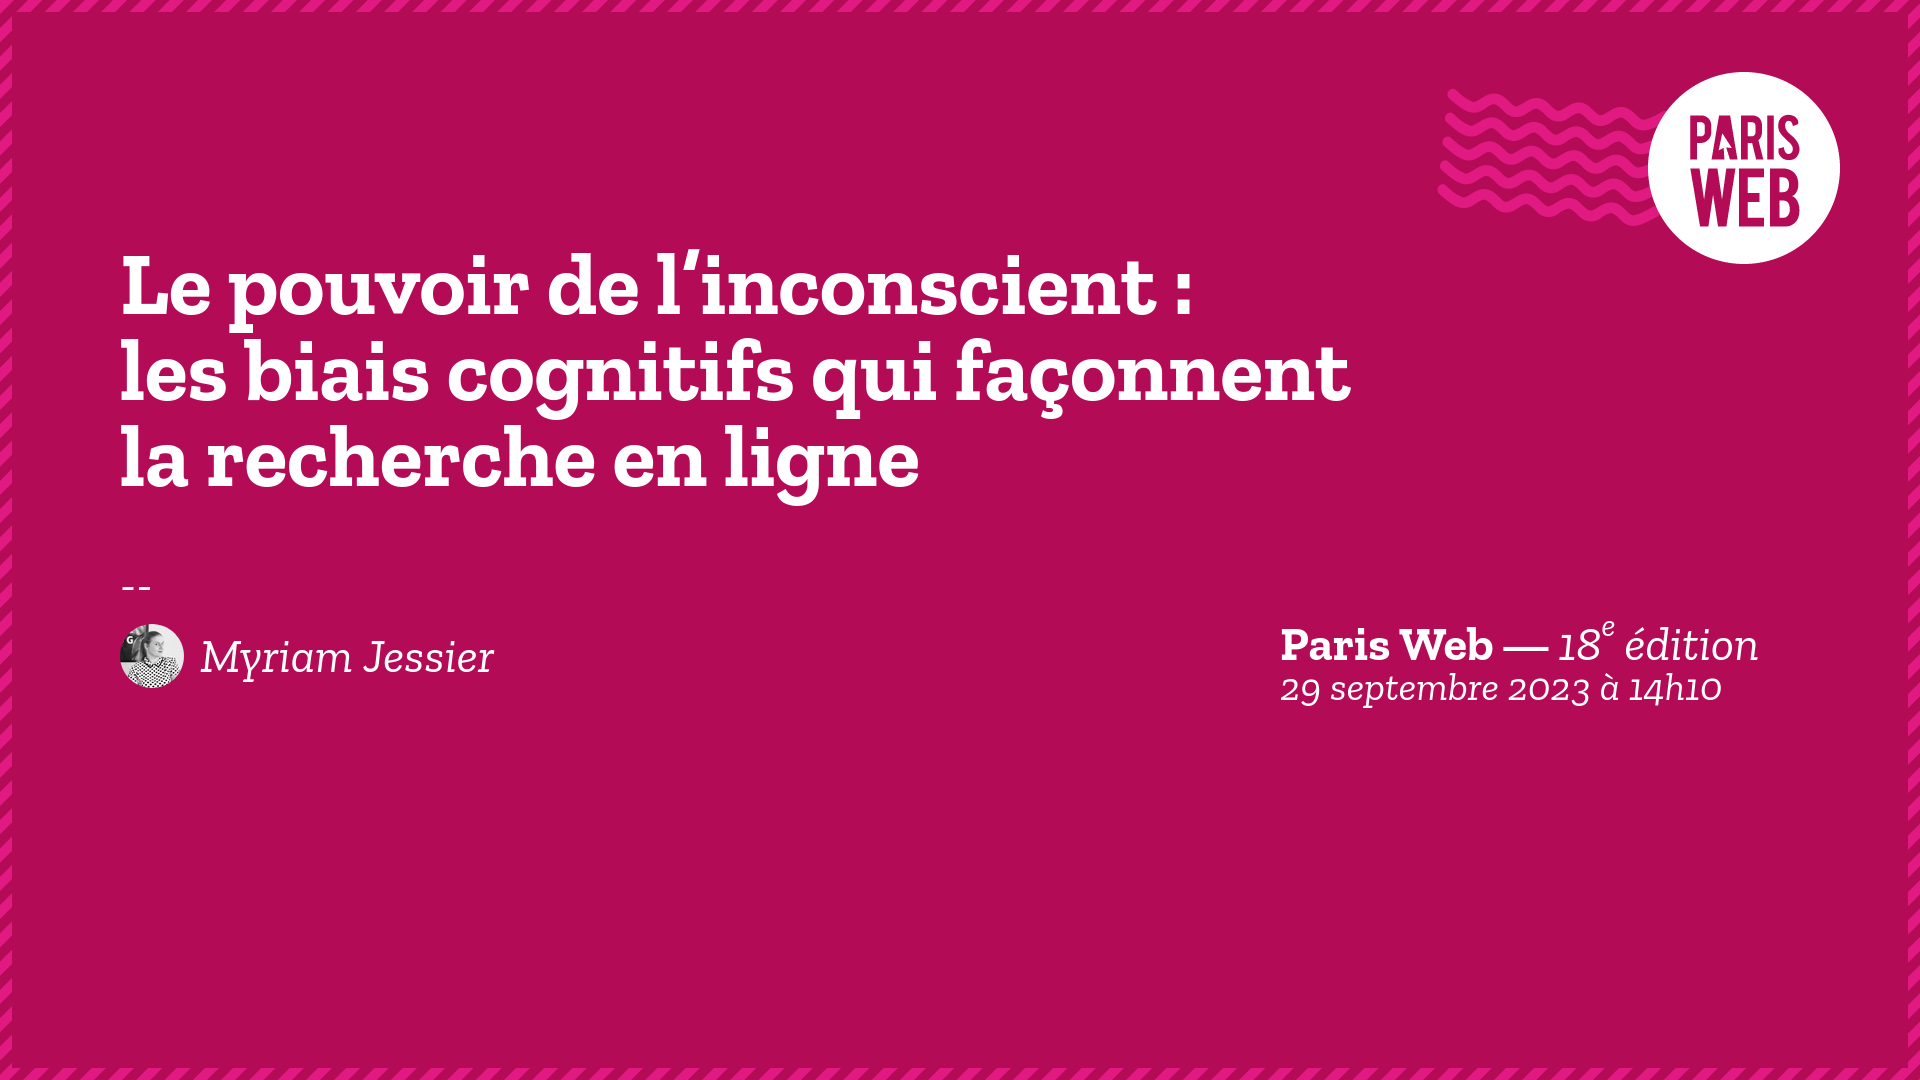 PARIS
WEB
Le pouvoir de l’inconscient :
les biais cognitifs qui façonnent
la recherche en ligne
--
G
Myriam Jessier
Paris Web — 18e édition
29 septembre 2023 à 14h10